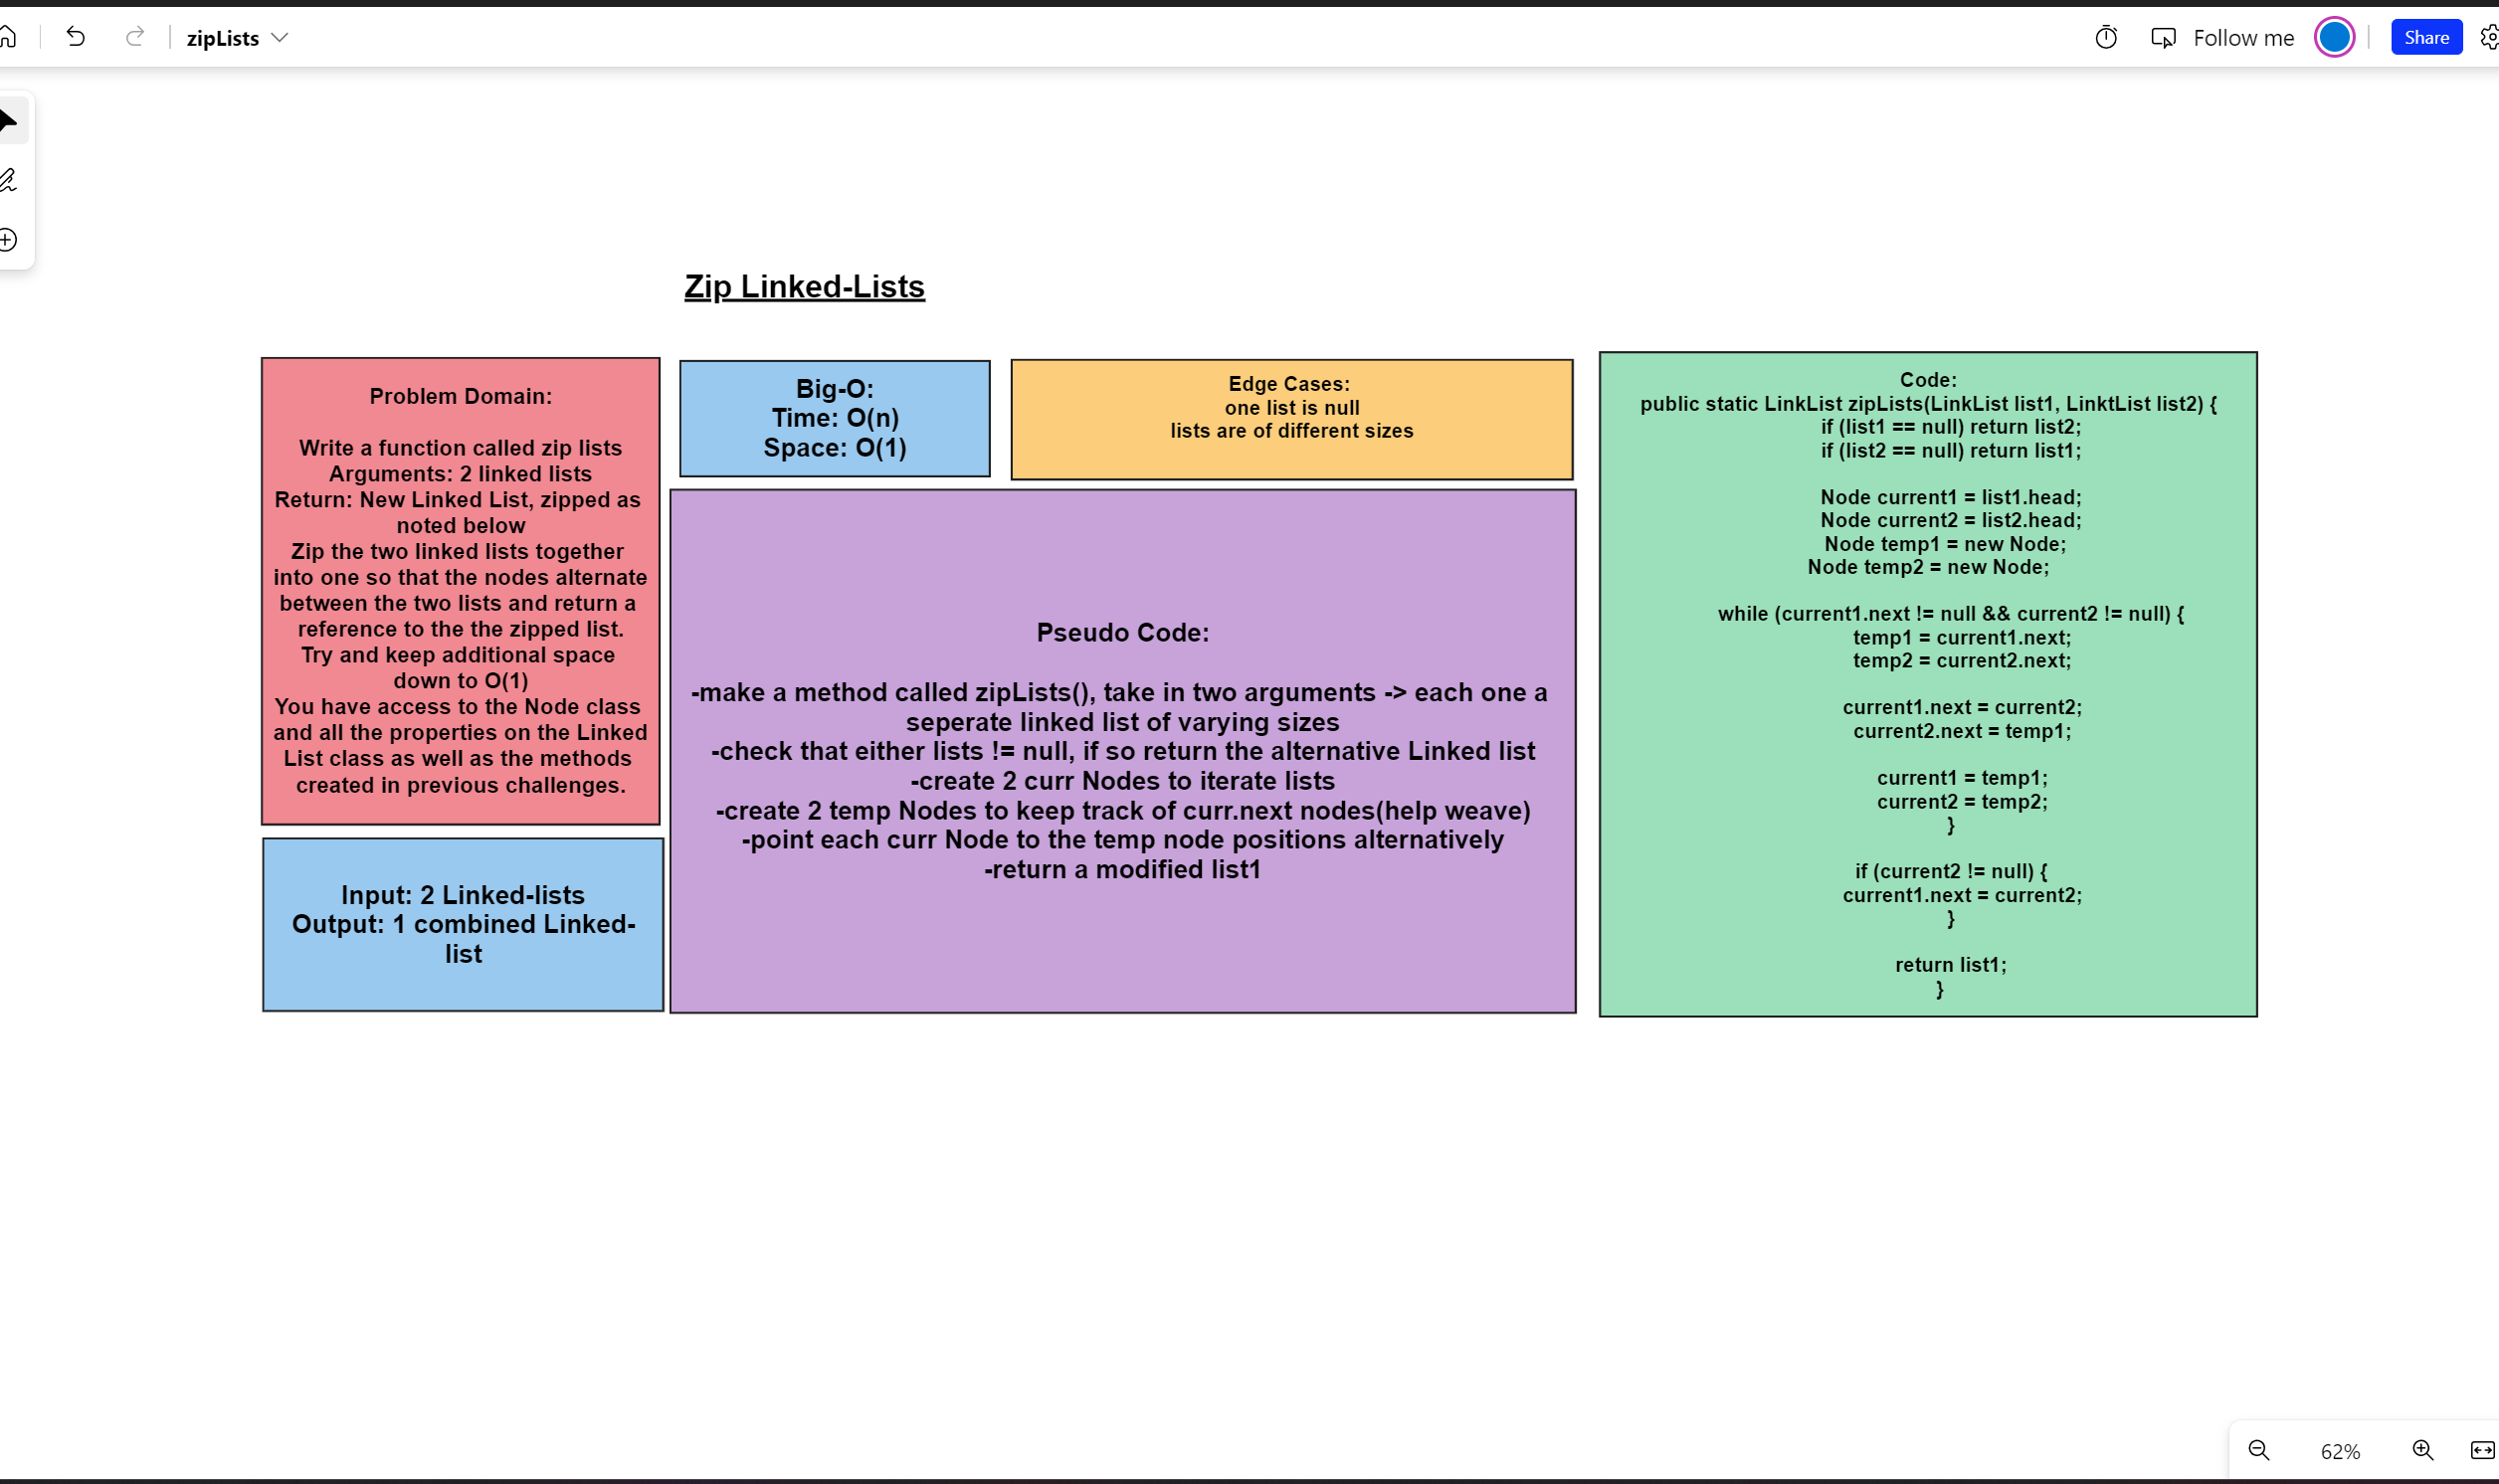 zipLists
Follow me
Share
Zip Linked-Lists
Problem Domain:
Write a function called zip lists
Arguments: 2 linked lists
Return: New Linked List, zipped as
noted below
Zip the two linked lists together
into one so that the nodes alternate
between the two lists and return a
reference to the the zipped list.
Try and keep additional space
down to O(1)
You have access to the Node class
and all the properties on the Linked
List class as well as the methods
created in previous challenges.
Input: 2 Linked-lists
Output: 1 combined Linked-
list
Big-O:
Time: O(n)
Space: O(1)
Edge Cases:
one list is null
lists are of different sizes
Pseudo Code:
-make a method called zipLists(), take in two arguments -> each one a
seperate linked list of varying sizes
-check that either lists != null, if so return the alternative Linked list
-create 2 curr Nodes to iterate lists
-create 2 temp Nodes to keep track of curr.next nodes(help weave)
-point each curr Node to the temp node positions alternatively
-return a modified list1
Code:
public static LinkList zipLists(LinkList list1, LinktList list2) {
if (list1 == null) return list2;
if (list2 == null) return list1;
Node current1 = list1.head;
Node current2 = list2.head;
Node temp1 = new Node;
Node temp2 = new Node;
while (current1.next != null && current2 != null) {
temp1 = current1.next;
temp2 = current2.next;
current1.next = current2;
current2.next = temp1;
current1 = temp1;
current2 = temp2;
}
if (current2 != null) {
current1.next = current2;
}
return list1;
}
62%